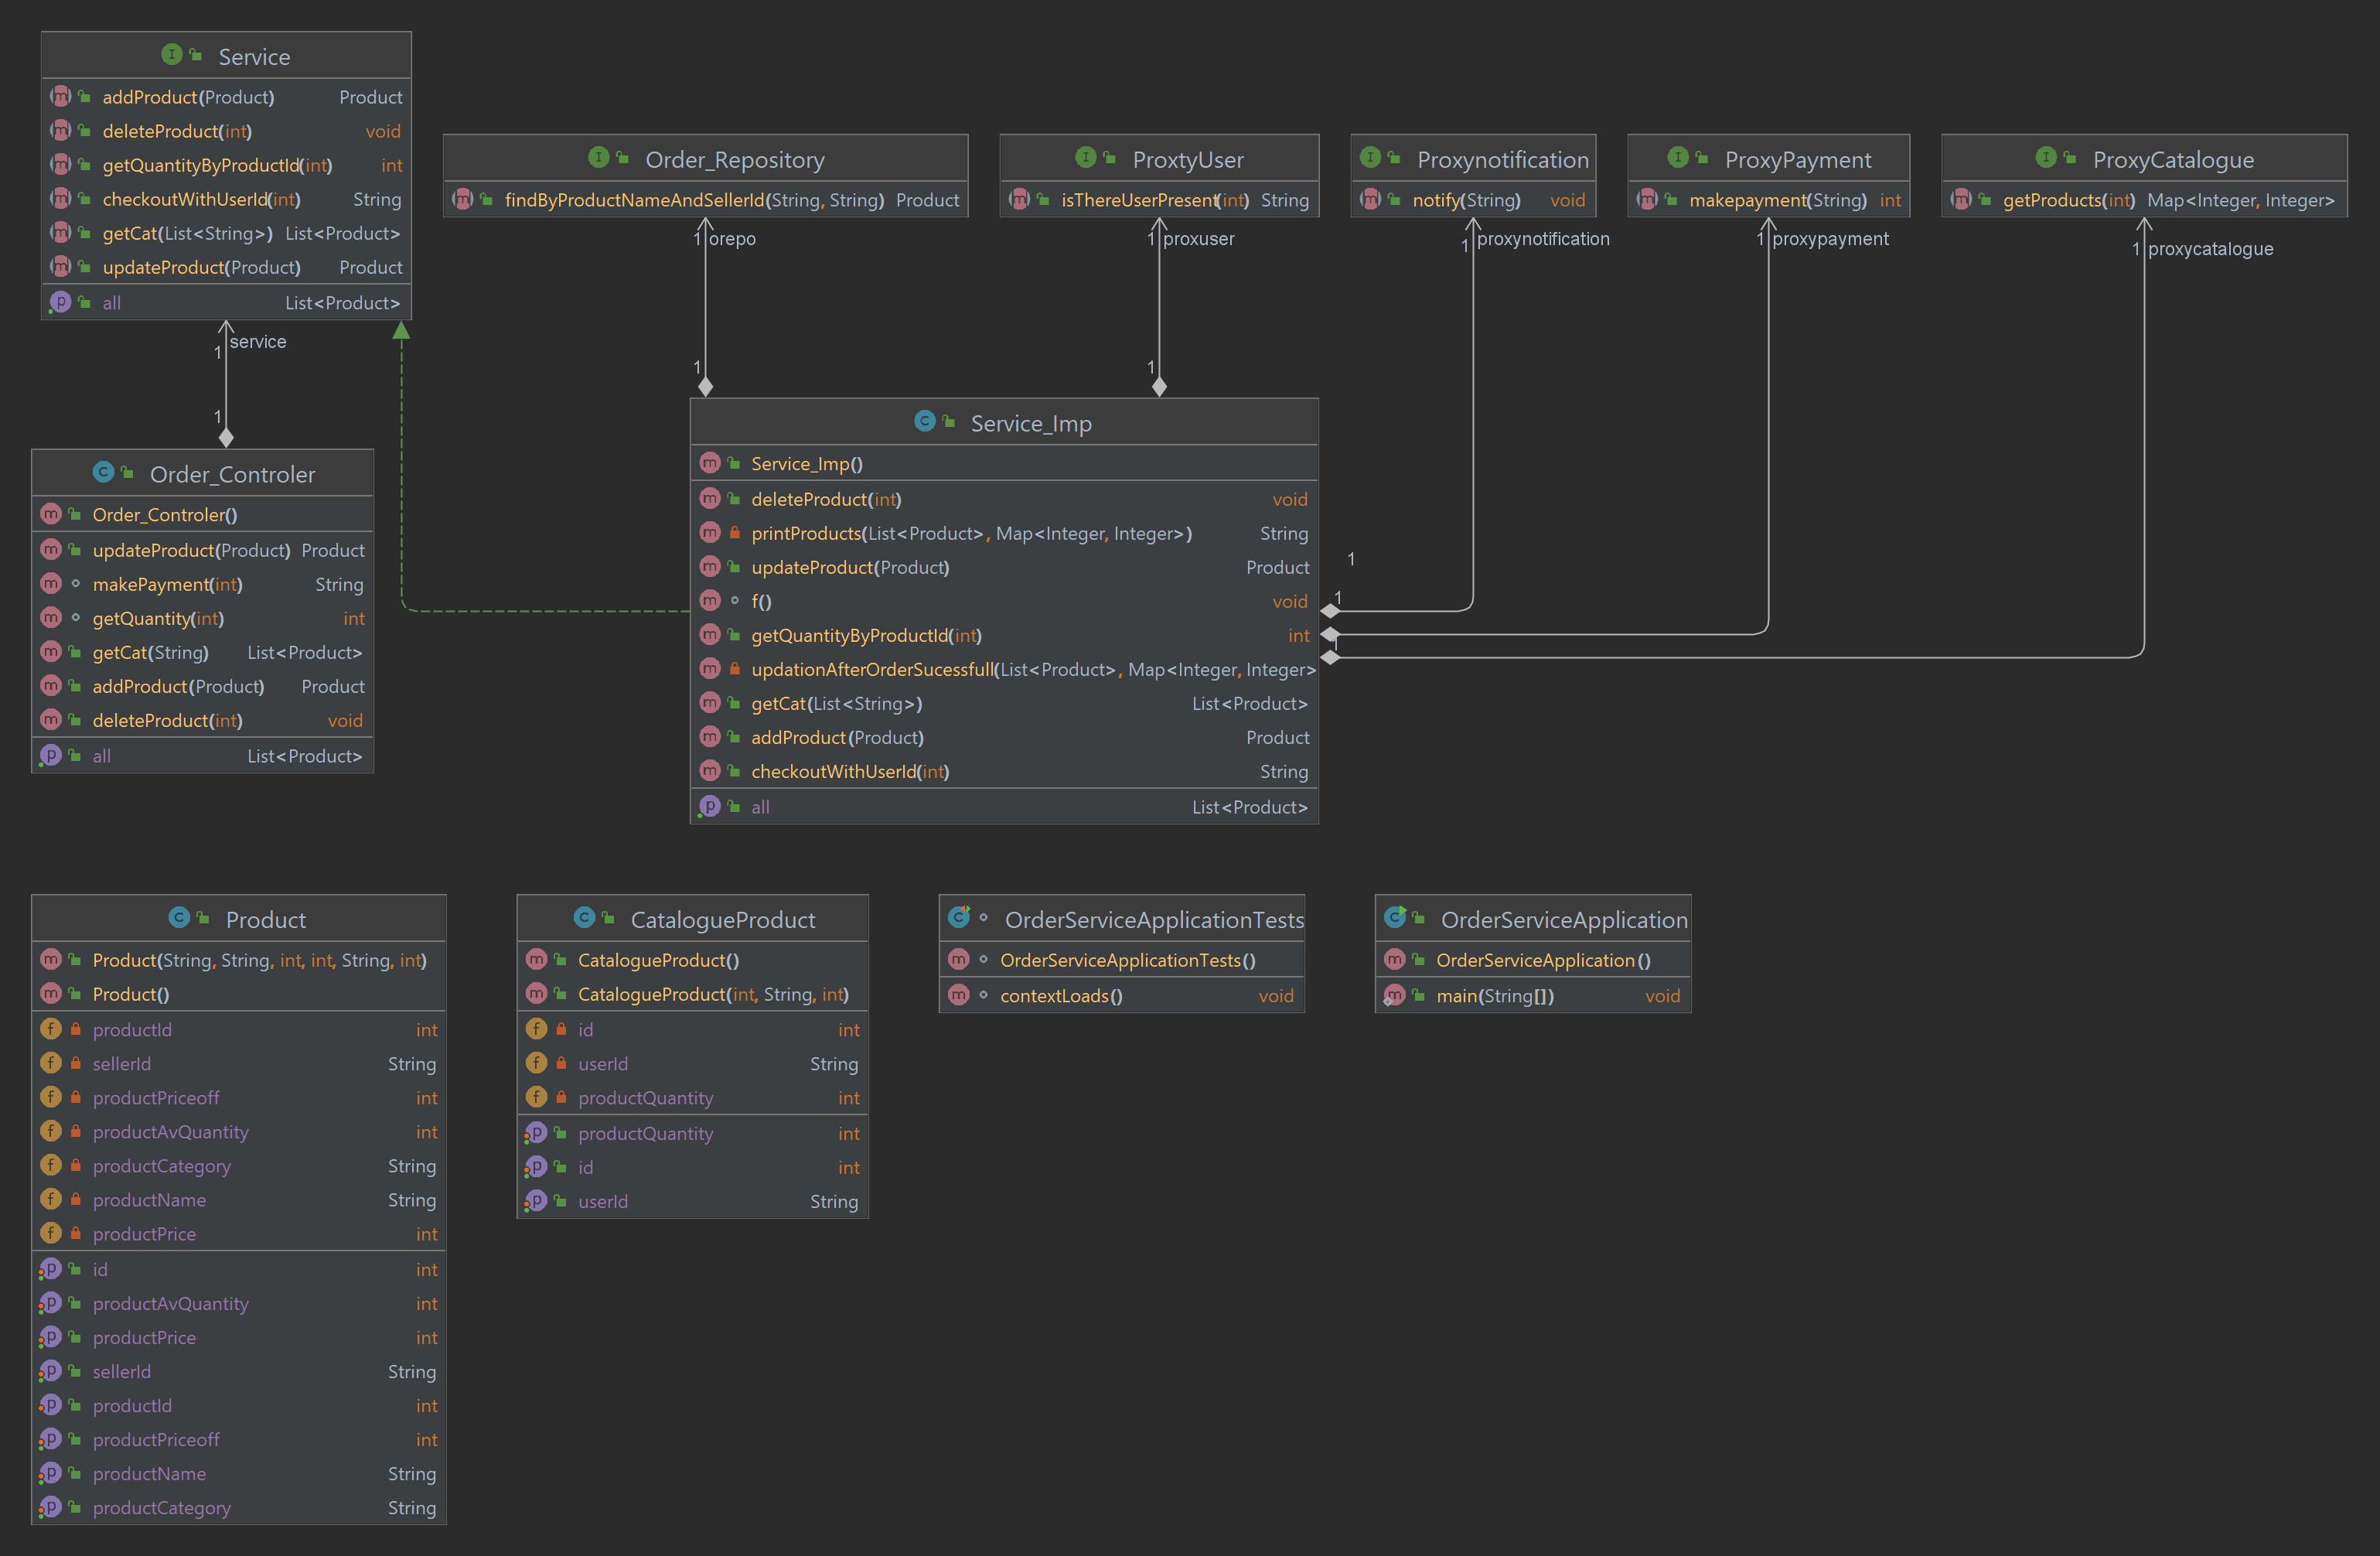 Service
addProduct(Product) Product
deleteProduct(int) void
getQuantityByProductId(int) int
checkoutWithUserId(int) String
getCat(List<String>) List<Product>
updateProduct(Product) Product
all List<Product>
Order_Repository
findByProductNameAndSellerId(String, String) Product
ProxtyUser
isThereUserPresent(int) String
Proxynotification
notify(String) void
ProxyPayment
makepayment(String) int
ProxyCatalogue
getProducts(int) Map<Integer, Integer>
1 service
1
1 orepo
1
1 proxuser
1
1 proxynotification
1
1 proxypayment
1
1 proxycatalogue
1
Order_Controler
Order_Controler()
updateProduct(Product) Product
makePayment(int) String
getQuantity(int) int
getCat(String) List<Product>
addProduct(Product) Product
deleteProduct(int) void
all List<Product>
Service_Imp
Service_Imp()
deleteProduct(int) void
printProducts(List<Product>, Map<Integer, Integer>) String
updateProduct(Product) Product
f() void
getQuantityByProductId(int) int
updationAfterOrderSucessfull(List<Product>, Map<Integer, Integer>
getCat(List<String>) List<Product>
addProduct(Product) Product
checkoutWithUserId(int) String
all List<Product>
Product
Product(String, String, int, int, String, int)
Product()
productId int
sellerId String
productPriceoff int
productAvQuantity int
productCategory String
productName String
productPrice int
id int
productAvQuantity int
productPrice int
sellerId String
productId int
productPriceoff int
productName String
productCategory String
CatalogueProduct
CatalogueProduct()
CatalogueProduct(int, String, int)
id int
userId String
productQuantity int
productQuantity int
id int
userId String
OrderServiceApplicationTests
OrderServiceApplicationTests()
contextLoads() void
OrderServiceApplication
OrderServiceApplication()
main(String[]) void